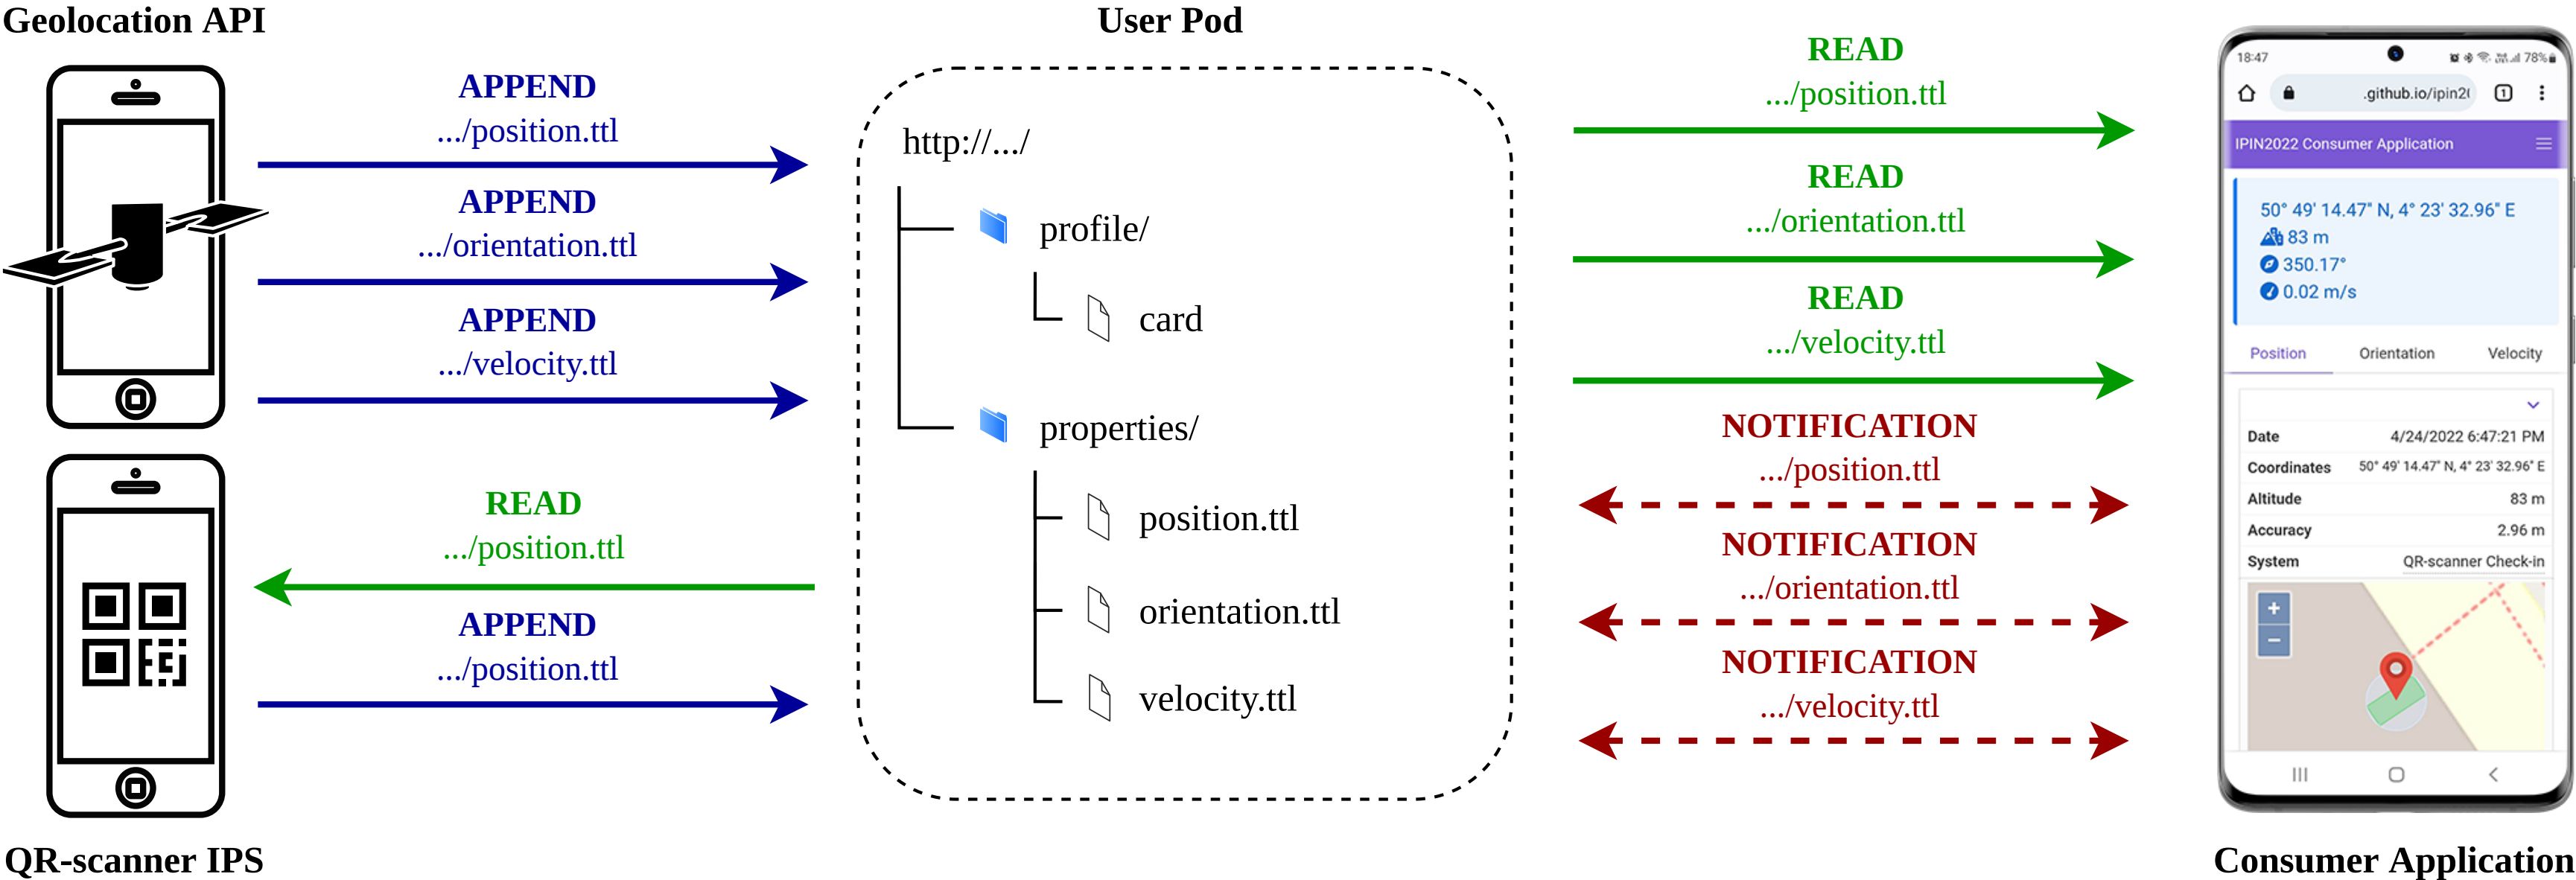 Geolocation API
APPEND
.../position.ttl
APPEND
.../orientation.ttl
APPEND
.../velocity.ttl
READ
.../position.ttl
APPEND
.../position.ttl
QR-scanner IPS
User Pod
http://.../
profile/
card
properties/
position.ttl
orientation.ttl
velocity.ttl
READ
.../position.ttl
READ
.../orientation.ttl
READ
.../velocity.ttl
NOTIFICATION
.../position.ttl
NOTIFICATION
.../orientation.ttl
NOTIFICATION
.../velocity.ttl
18:47 78%
.github.io/ipin2 1
IPIN2022 Consumer Application
50° 49' 14.47" N, 4° 23' 32.96" E
83 m
350.17°
0.02 m/s
Position Orientation Velocity
Date 4/24/2022 6:47:21 PM
Coordinates 50° 49' 14.47" N, 4° 23' 32.96" E
Altitude 83 m
Accuracy 2.96 m
System QR-scanner Check-in
+
−
Consumer Application